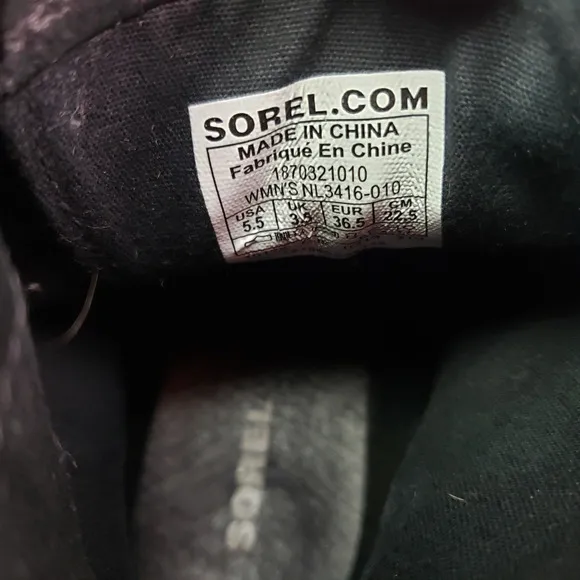 SOREL.COM
MADE IN CHINA
Fabriqué En Chine
1870321010
WMN'S NL3416-010
USA UK EUR CM
5.5 3.5 36.5 22.5
SOREL